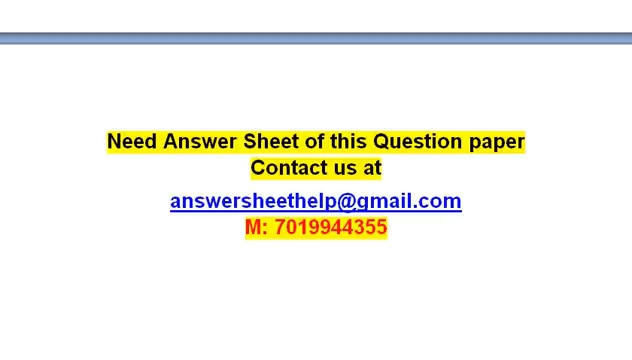 Need Answer Sheet of this Question paper
Contact us at
answersheethelp@gmail.com
M: 7019944355